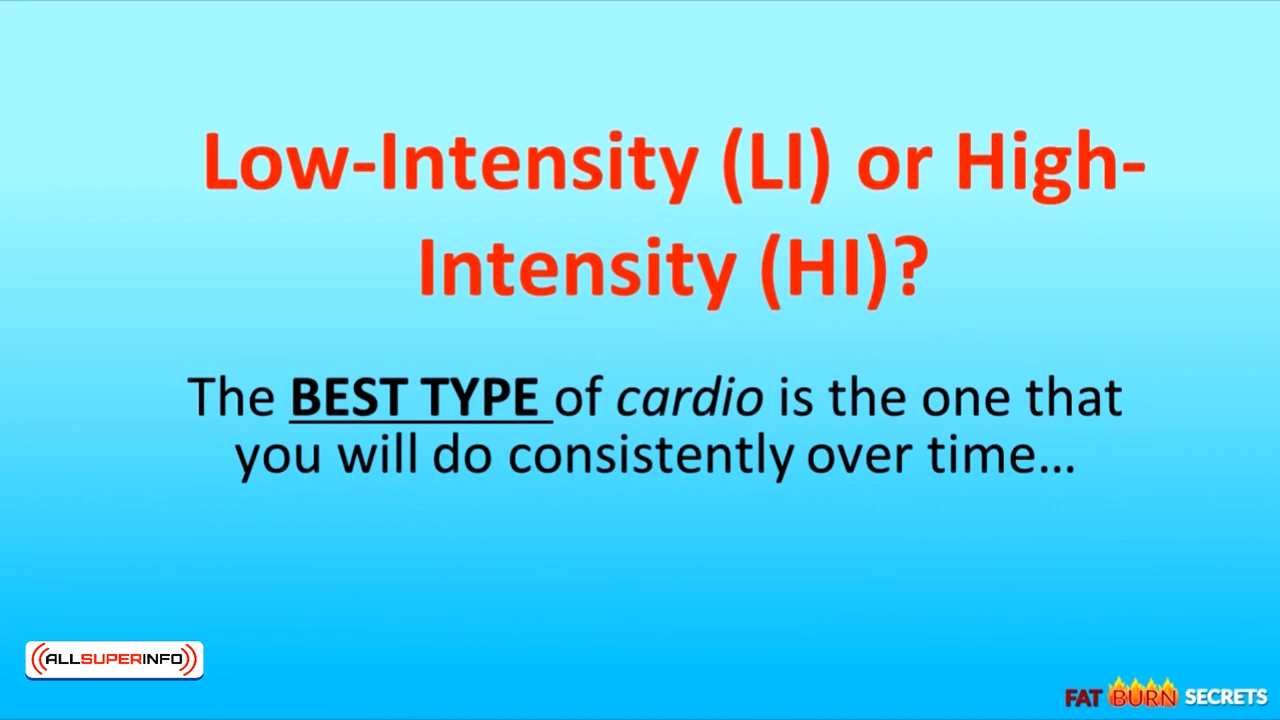 Low-Intensity (LI) or High-
Intensity (HI)?
The BEST TYPE of cardio is the one that
you will do consistently over time...
ALLSUPERINFO
FAT BURN SECRETS